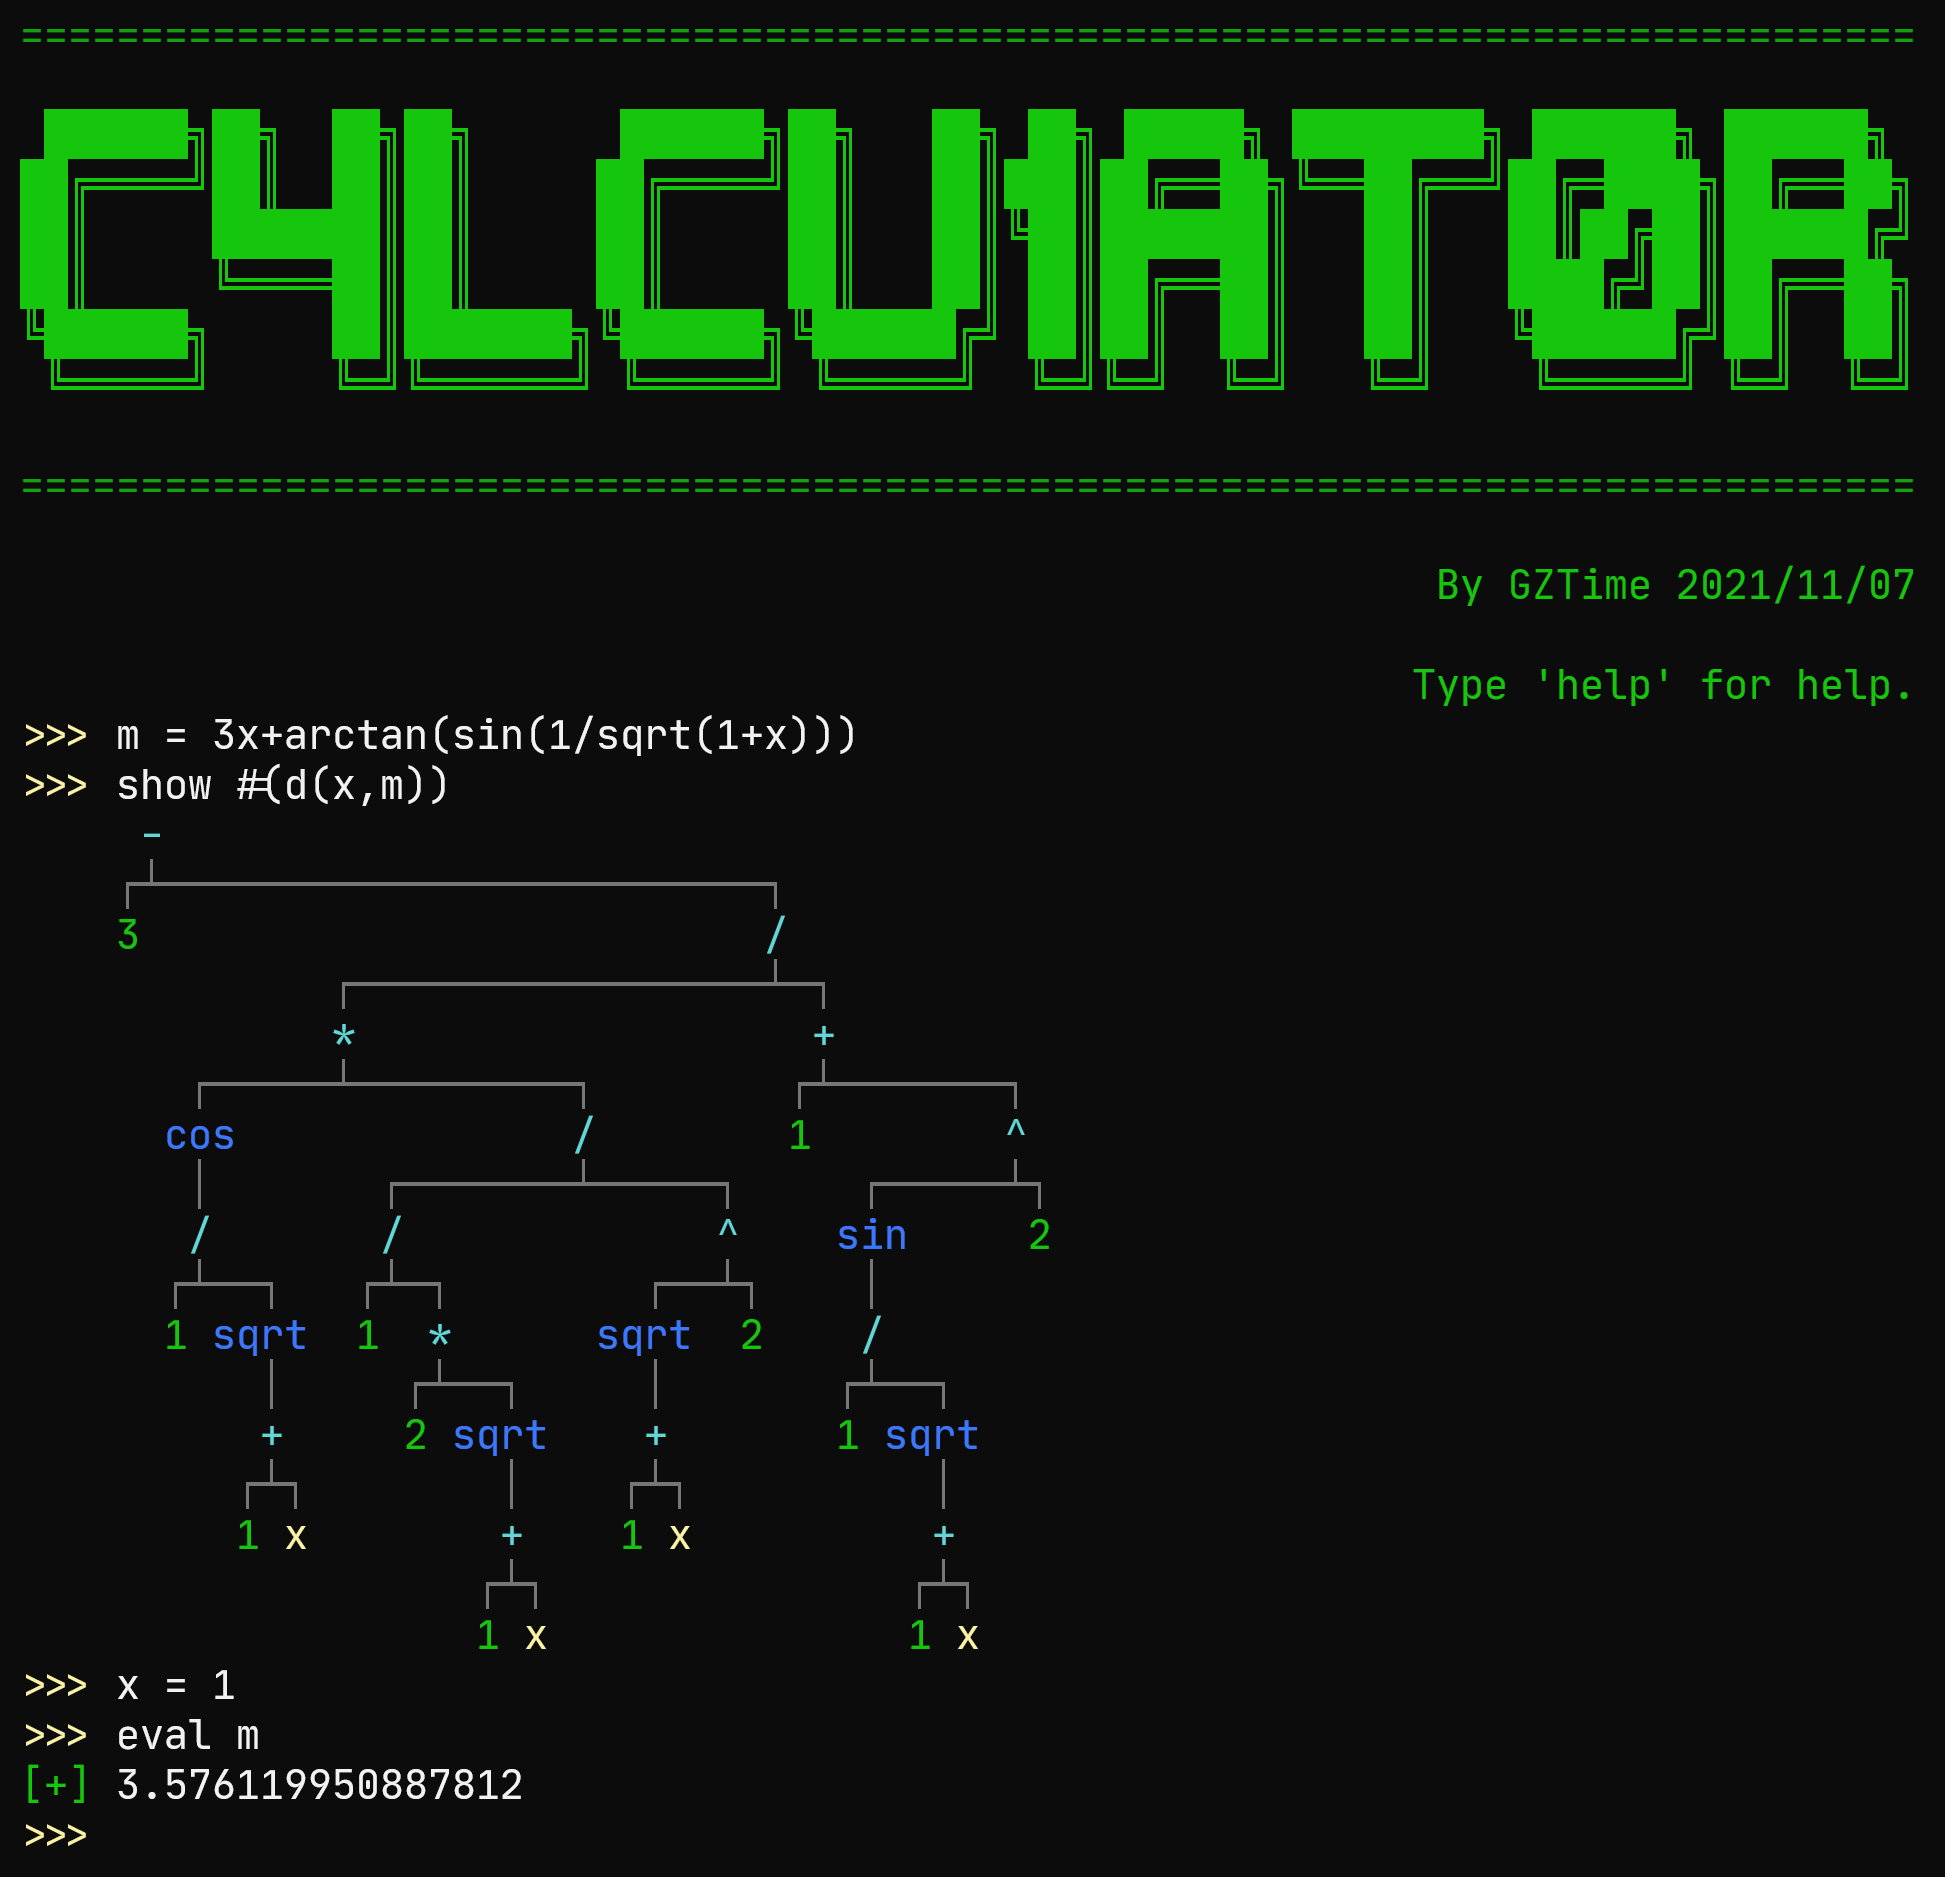 ===============================================================================
C4LCU1AT0R
===============================================================================
By GZTime 2021/11/07
Type 'help' for help.
>>> m = 3x+arctan(sin(1/sqrt(1+x)))
>>> show #(d(x,m))
-
3 /
* +
cos / 1 ^
/ / ^ sin 2
1 sqrt 1 * sqrt 2 /
+ 2 sqrt + 1 sqrt
1 x + 1 x +
1 x 1 x
>>> x = 1
>>> eval m
[+] 3.576119950887812
>>>